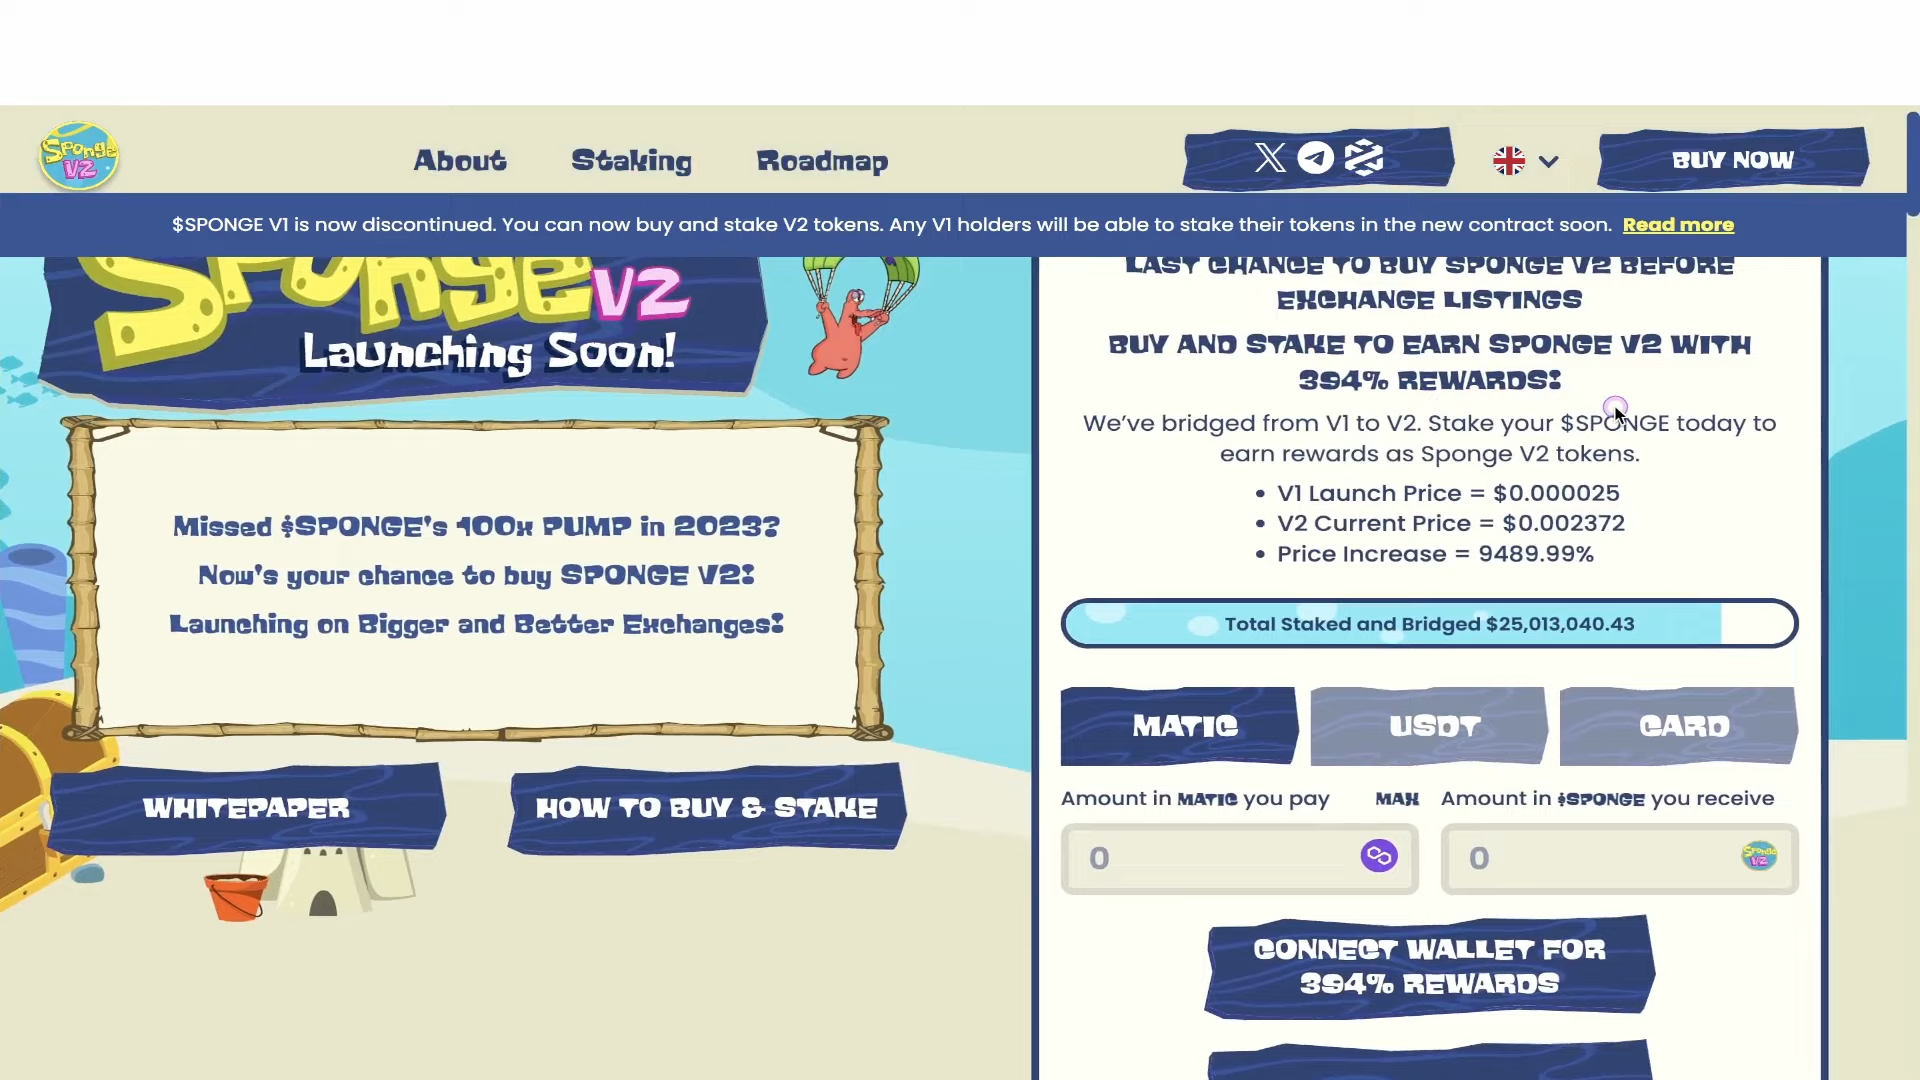 Sponge V2
About
Staking
Roadmap
BUY NOW
$SPONGE V1 is now discontinued. You can now buy and stake V2 tokens. Any V1 holders will be able to stake their tokens in the new contract soon. Read more
Sponge V2
Launching Soon!
Missed $SPONGE's 100x PUMP in 2023?
Now's your chance to buy SPONGE V2!
Launching on Bigger and Better Exchanges!
WHITEPAPER
HOW TO BUY & STAKE
LAST CHANCE TO BUY SPONGE V2 BEFORE
EXCHANGE LISTINGS
BUY AND STAKE TO EARN SPONGE V2 WITH
394% REWARDS!
We've bridged from V1 to V2. Stake your $SPONGE today to
earn rewards as Sponge V2 tokens.
• V1 Launch Price = $0.000025
• V2 Current Price = $0.002372
• Price Increase = 9489.99%
Total Staked and Bridged $25,013,040.43
MATIC
USDT
CARD
Amount in MATIC you pay
MAX
Amount in $SPONGE you receive
0
0
Sponge V2
CONNECT WALLET FOR
394% REWARDS